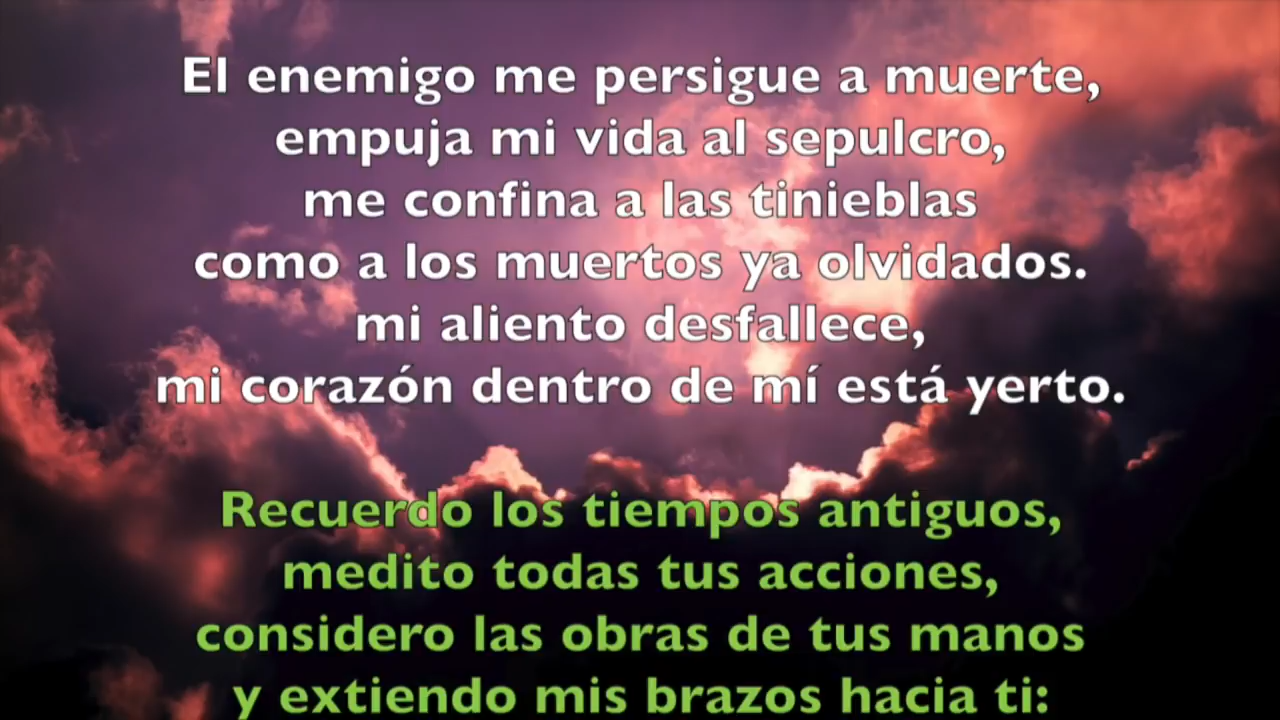 El enemigo me persigue a muerte,
empuja mi vida al sepulcro,
me confina a las tinieblas
como a los muertos ya olvidados.
mi aliento desfallece,
mi corazón dentro de mí está yerto.
Recuerdo los tiempos antiguos,
medito todas tus acciones,
considero las obras de tus manos
y extiendo mis brazos hacia ti: